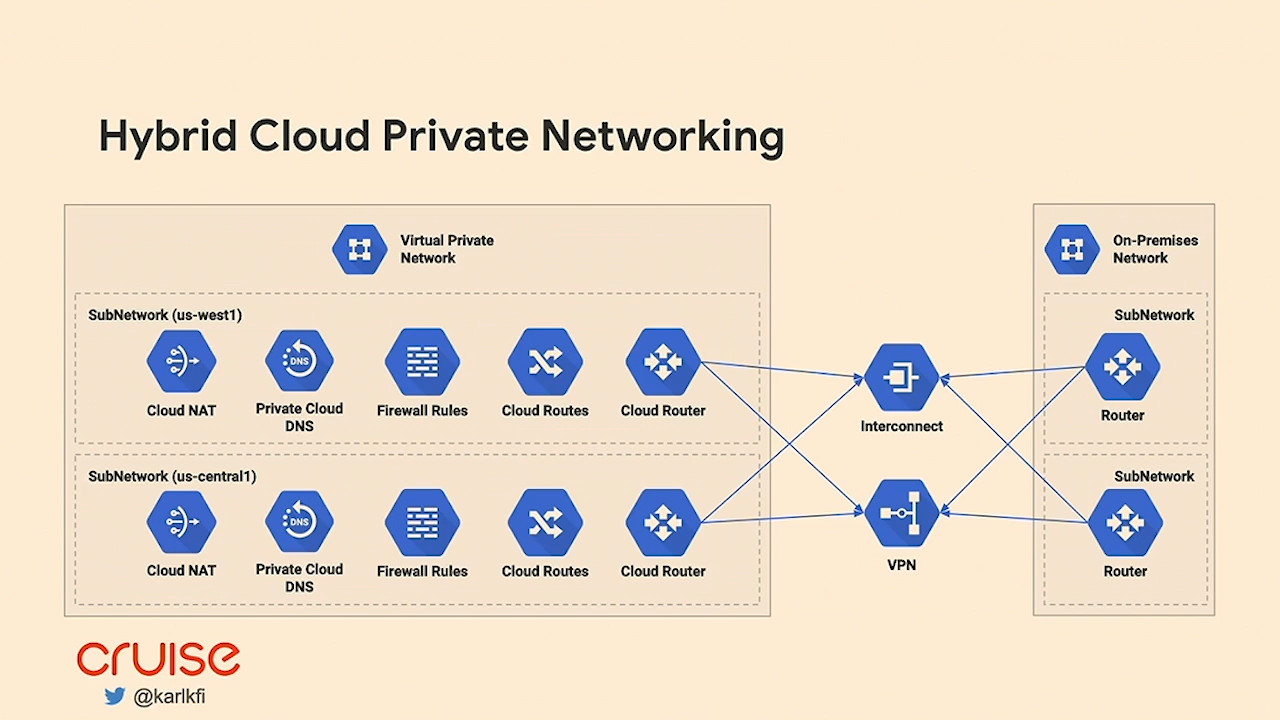 Hybrid Cloud Private Networking
Virtual Private
Network
SubNetwork (us-west1)
DNS
Cloud NAT
Private Cloud
DNS
Firewall Rules
Cloud Routes
Cloud Router
SubNetwork (us-central1)
DNS
Cloud NAT
Private Cloud
DNS
Firewall Rules
Cloud Routes
Cloud Router
Interconnect
VPN
On-Premises
Network
SubNetwork
Router
SubNetwork
Router
cruise
@karlkfi